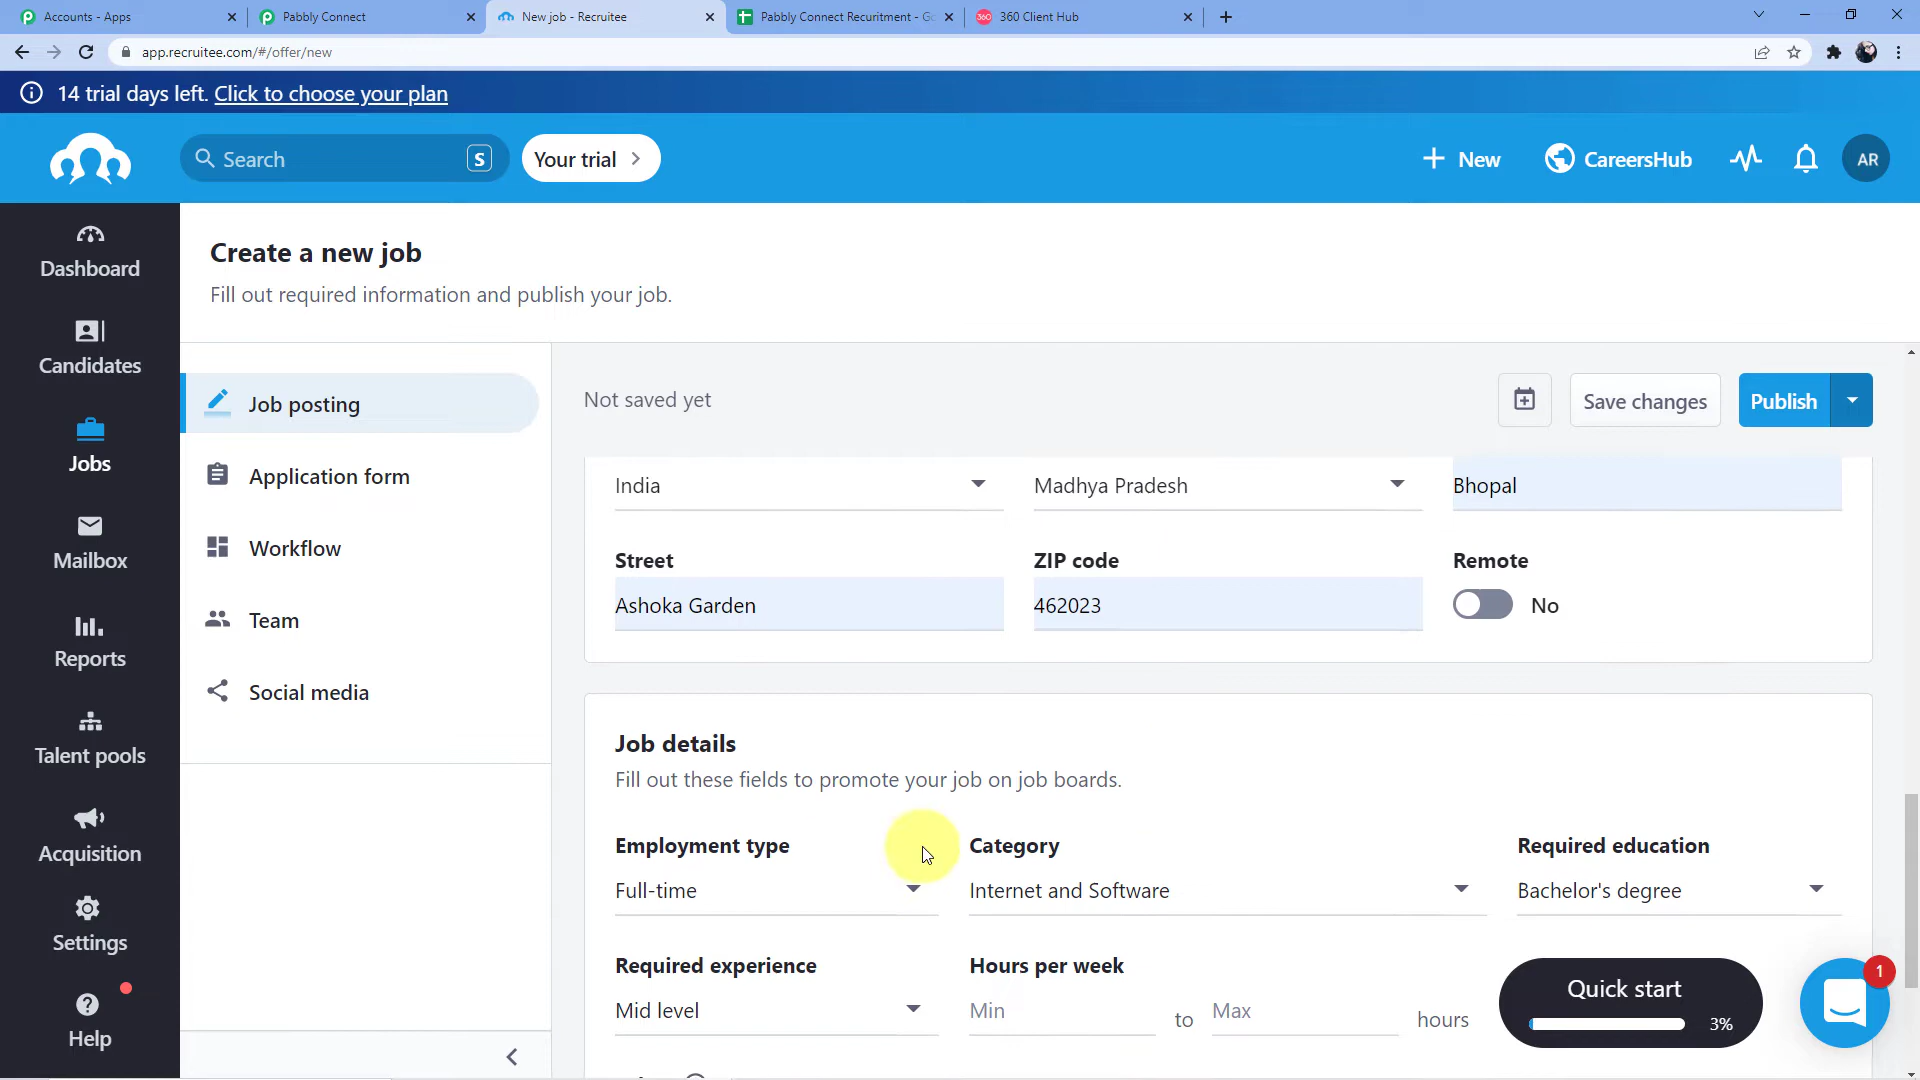 Accounts - Apps
Pabbly Connect
New job - Recruitee
Pabbly Connect Recuritment - Go
360
360 Client Hub
app.recruitee.com/#/offer/new
14 trial days left. Click to choose your plan
Search
S
Your trial
New
CareersHub
AR
Dashboard
Candidates
Jobs
Mailbox
Reports
Talent pools
Acquisition
Settings
Help
Create a new job
Fill out required information and publish your job.
Job posting
Application form
Workflow
Team
Social media
Not saved yet
Save changes
Publish
India
Madhya Pradesh
Bhopal
Street
ZIP code
Remote
Ashoka Garden
462023
No
Job details
Fill out these fields to promote your job on job boards.
Employment type
Category
Required education
Full-time
Internet and Software
Bachelor's degree
Required experience
Hours per week
Mid level
Min
to
Max
hours
Quick start
3%
1